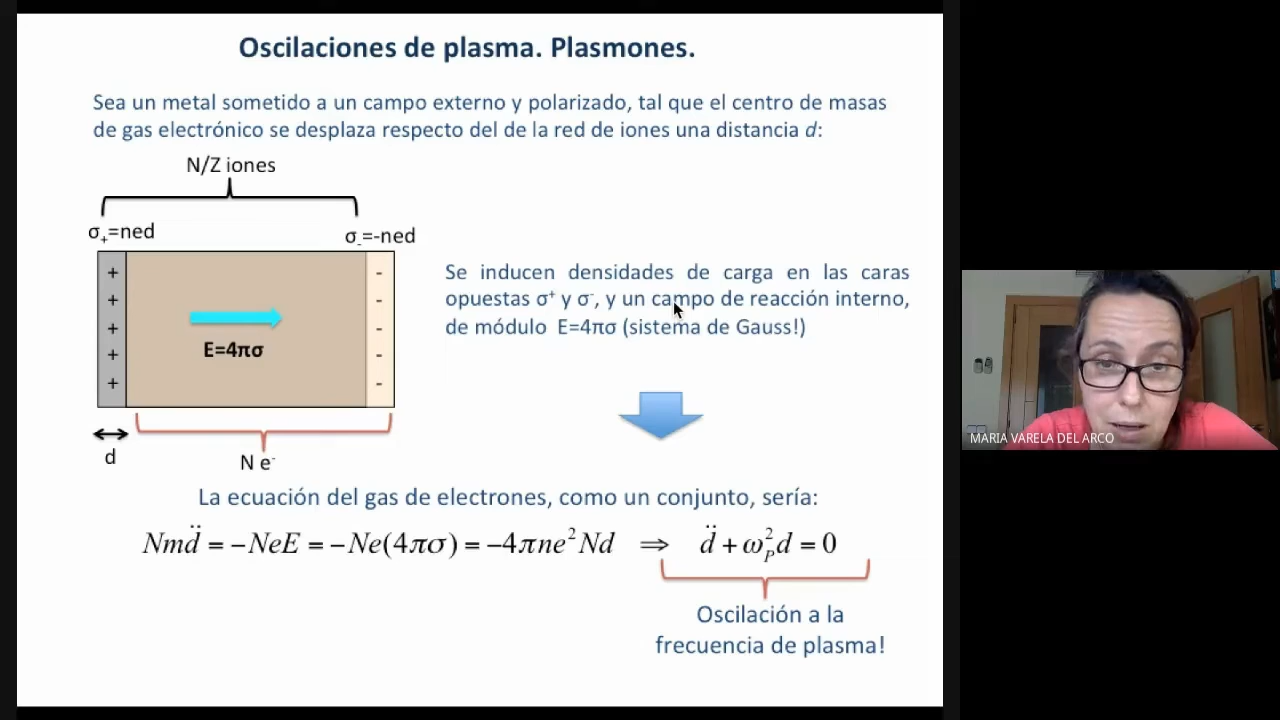 Oscilaciones de plasma. Plasmones.
Sea un metal sometido a un campo externo y polarizado, tal que el centro de masas
de gas electrónico se desplaza respecto del de la red de iones una distancia d:
N/Z iones
σ₊=ned
σ₋=-ned
+ -
+ -
+ -
+ -
+ -
E=4πσ
d
N e⁻
Se inducen densidades de carga en las caras
opuestas σ⁺ y σ⁻, y un campo de reacción interno,
de módulo E=4πσ (sistema de Gauss!)
La ecuación del gas de electrones, como un conjunto, sería:
Nmd̈ = −NeE = −Ne(4πσ) = −4πne²Nd ⇒ d̈ + ω_P²d = 0
Oscilación a la
frecuencia de plasma!
MARIA VARELA DEL ARCO